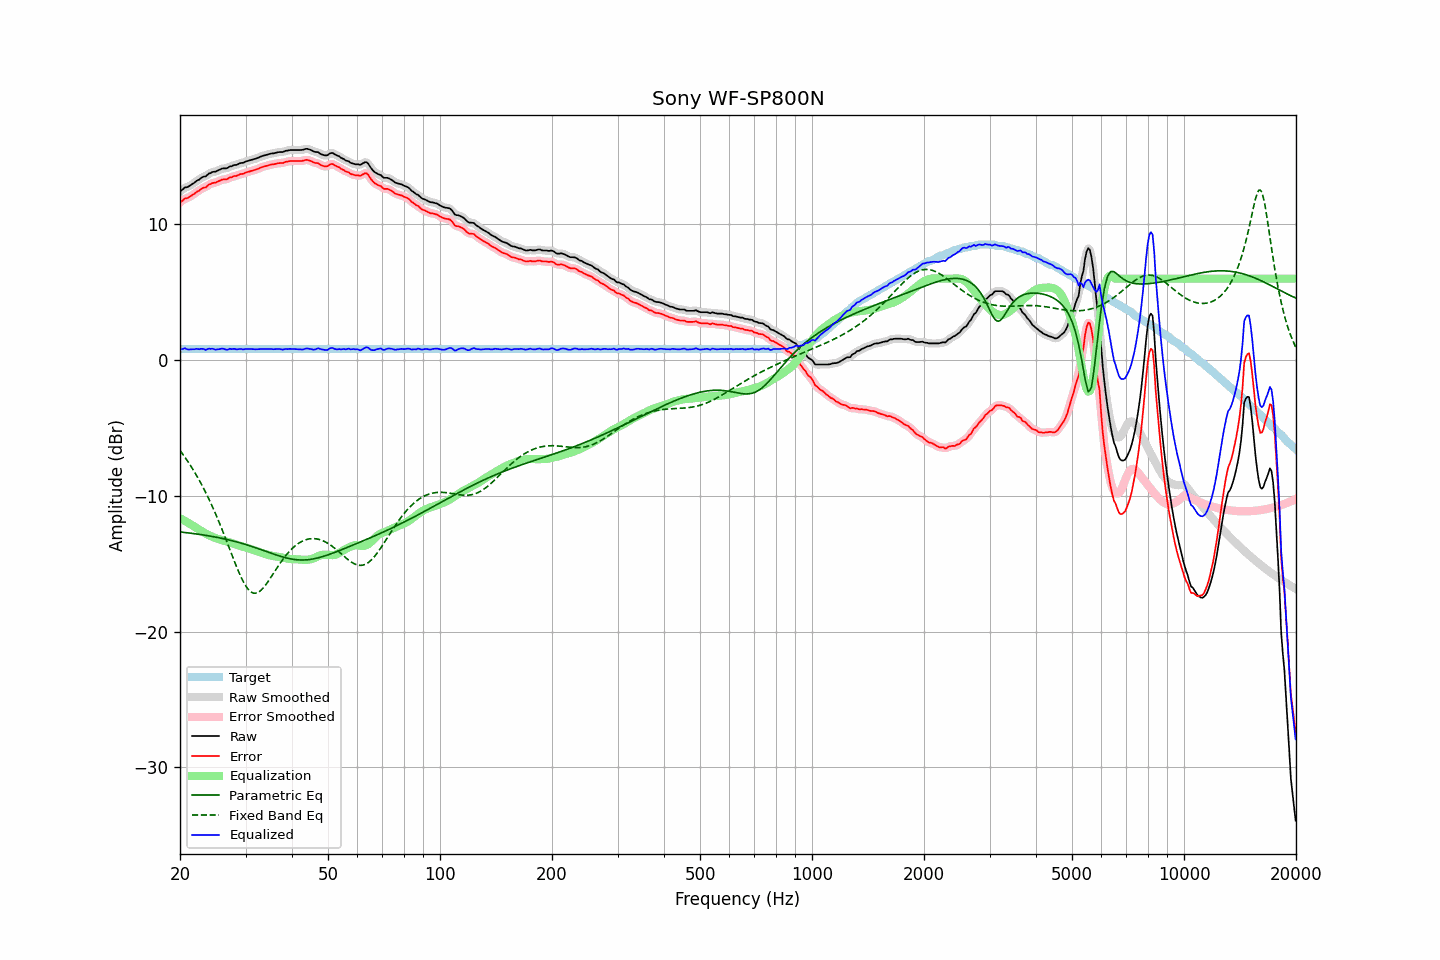 Sony WF-SP800N
Amplitude (dBr)
10
0
−10
−20
−30
Target
Raw Smoothed
Error Smoothed
Raw
Error
Equalization
Parametric Eq
Fixed Band Eq
Equalized
20 50 100 200 500 1000 2000 5000 10000 20000
Frequency (Hz)